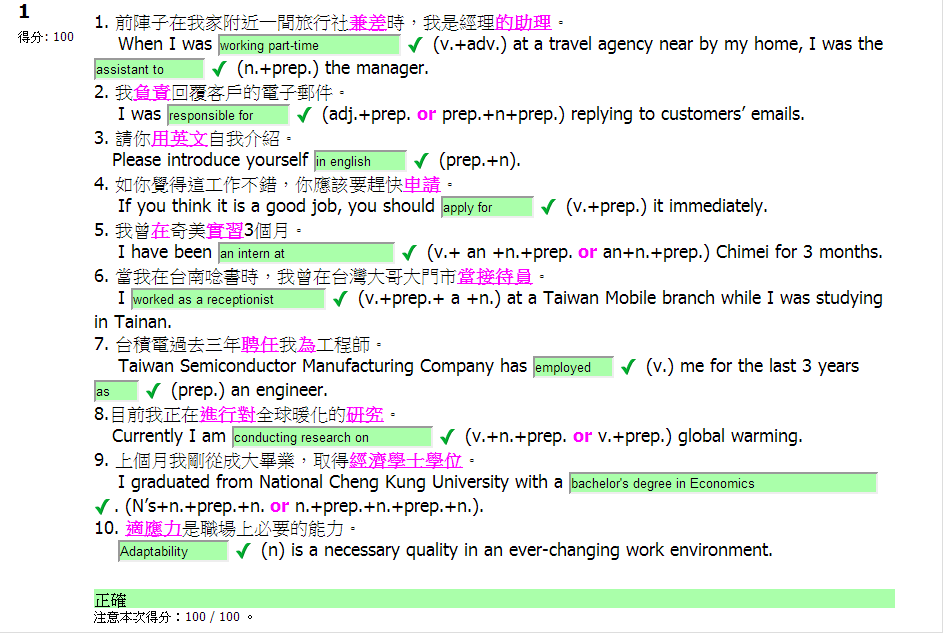 1
得分: 100
1. 前陣子在我家附近一間旅行社兼差時，我是經理的助理。
When I was working part-time (v.+adv.) at a travel agency near by my home, I was the
assistant to (n.+prep.) the manager.
2. 我負責回覆客戶的電子郵件。
I was responsible for (adj.+prep. or prep.+n+prep.) replying to customers’ emails.
3. 請你用英文自我介紹。
Please introduce yourself in english (prep.+n).
4. 如你覺得這工作不錯，你應該要趕快申請。
If you think it is a good job, you should apply for (v.+prep.) it immediately.
5. 我曾在奇美實習3個月。
I have been an intern at (v.+ an +n.+prep. or an+n.+prep.) Chimei for 3 months.
6. 當我在台南唸書時，我曾在台灣大哥大門市當接待員。
I worked as a receptionist (v.+prep.+ a +n.) at a Taiwan Mobile branch while I was studying
in Tainan.
7. 台積電過去三年聘任我為工程師。
Taiwan Semiconductor Manufacturing Company has employed (v.) me for the last 3 years
as (prep.) an engineer.
8.目前我正在進行對全球暖化的研究。
Currently I am conducting research on (v.+n.+prep. or v.+prep.) global warming.
9. 上個月我剛從成大畢業，取得經濟學士學位。
I graduated from National Cheng Kung University with a bachelor's degree in Economics
. (N’s+n.+prep.+n. or n.+prep.+n.+prep.+n.).
10. 適應力是職場上必要的能力。
Adaptability (n) is a necessary quality in an ever-changing work environment.
正確
注意本次得分：100 / 100 。